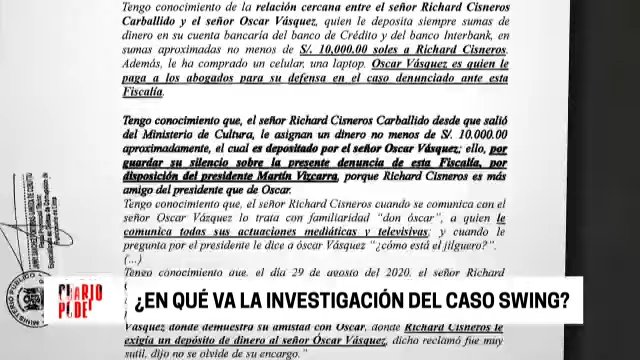 Tengo conocimiento de la relación cercana entre el señor Richard Cisneros
Carballido y el señor Oscar Vásquez, quien le deposita siempre sumas de
dinero en su cuenta bancaría del banco de Crédito y del banco Interbank, en
sumas aproximadas no menos de S/. 10,000.00 soles a Richard Cisneros.
Además, le ha comprado un celular, una laptop. Oscar Vásquez es quien le
paga a los abogados para su defensa en el caso denunciado ante esta
Fiscalía.
Tengo conocimiento que, el señor Richard Cisneros Carballido desde que salió
del Ministerio de Cultura, le asignan un dinero no menos de S/. 10.000.00
aproximadamente, el cual es depositado por el señor Oscar Vásquez; ello, por
guardar su silencio sobre la presente denuncia de esta Fiscalía, por
disposición del presidente Martín Vizcarra, porque Richard Cisneros es más
amigo del presidente que de Oscar.
Tengo conocimiento que, el señor Richard Cisneros cuando se comunica con el
señor Oscar Vázquez lo trata con familiaridad "don óscar", a quien le
comunica todas sus actuaciones mediáticas y televisivas; y cuando le
pregunta por el presidente le dice a óscar Vásquez "¿cómo está el jilguero?".
(...)
Tengo conocimiento que, el día 29 de agosto del 2020, el señor Richard
CUARTO
PODER
¿EN QUÉ VA LA INVESTIGACIÓN DEL CASO SWING?
Vásquez donde demuestra su amistad con Oscar, donde Richard Cisneros le
exigía un depósito de dinero al señor Óscar Vásquez, dicha reclamo fue muy
sutil, dijo no se olvide de su encargo."
MINISTERIO PÚBLICO